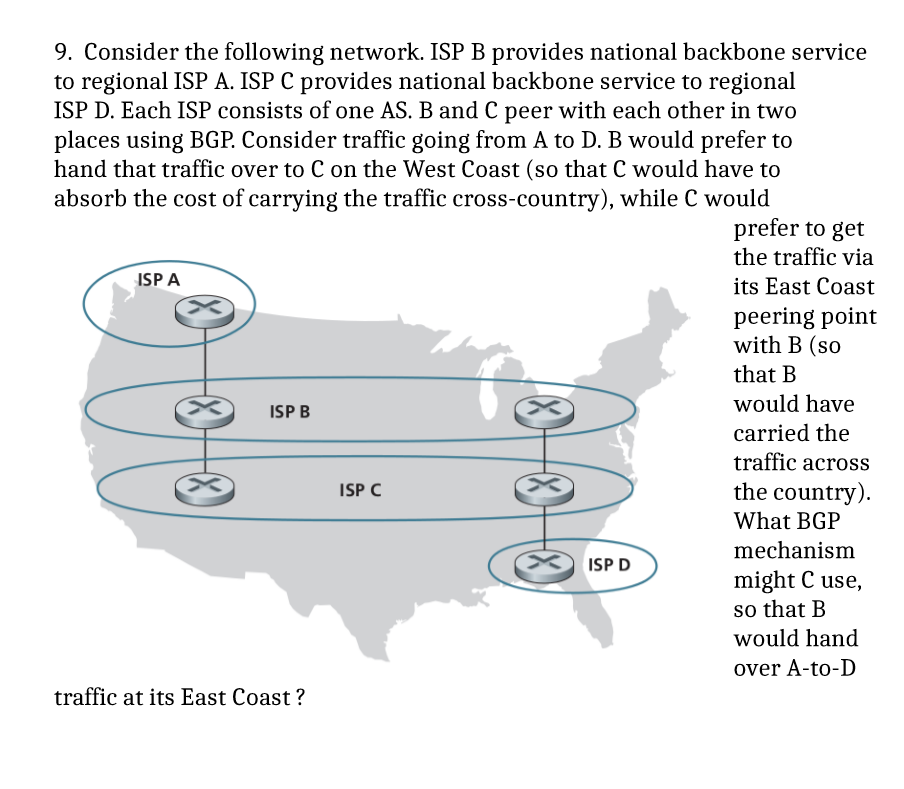 9. Consider the following network. ISP B provides national backbone service
to regional ISP A. ISP C provides national backbone service to regional
ISP D. Each ISP consists of one AS. B and C peer with each other in two
places using BGP. Consider traffic going from A to D. B would prefer to
hand that traffic over to C on the West Coast (so that C would have to
absorb the cost of carrying the traffic cross-country), while C would
prefer to get
the traffic via
its East Coast
peering point
with B (so
that B
would have
carried the
traffic across
the country).
What BGP
mechanism
might C use,
so that B
would hand
over A-to-D
traffic at its East Coast ?
ISP A
ISP B
ISP C
ISP D